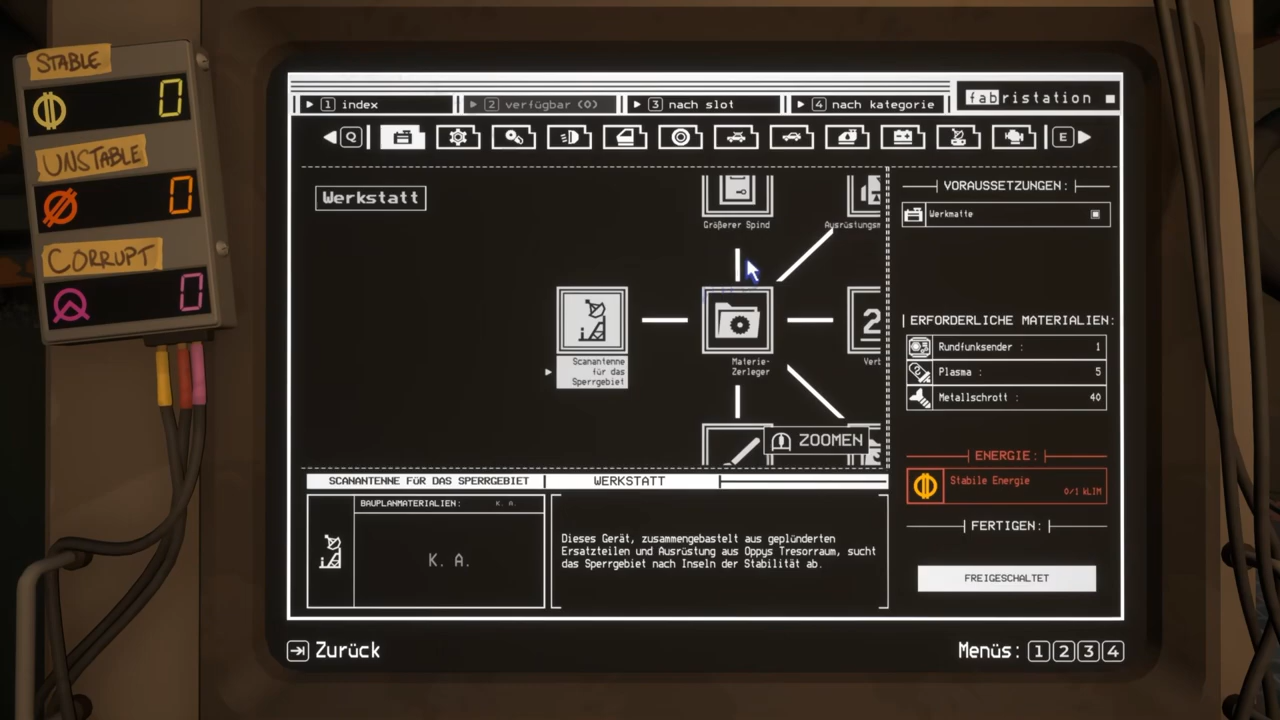 STABLE
0
UNSTABLE
0
CORRUPT
0
1 index
2 verfügbar (0)
3 nach slot
4 nach kategorie
fabristation
Q
E
Werkstatt
Größerer Spind
Materie-
Zerleger
Scanantenne
für das
Sperrgebiet
2
ZOOMEN
VORAUSSETZUNGEN:
Werkmatte
ERFORDERLICHE MATERIALIEN:
Rundfunksender : 1
Plasma : 5
Metallschrott : 40
ENERGIE:
Stabile Energie
0/1 kLIM
FERTIGEN:
FREIGESCHALTET
SCANANTENNE FÜR DAS SPERRGEBIET
WERKSTATT
BAUPLANMATERIALIEN: K. A.
K. A.
Dieses Gerät, zusammengebastelt aus geplünderten
Ersatzteilen und Ausrüstung aus Oppys Tresorraum, sucht
das Sperrgebiet nach Inseln der Stabilität ab.
Zurück
Menüs: 1 2 3 4